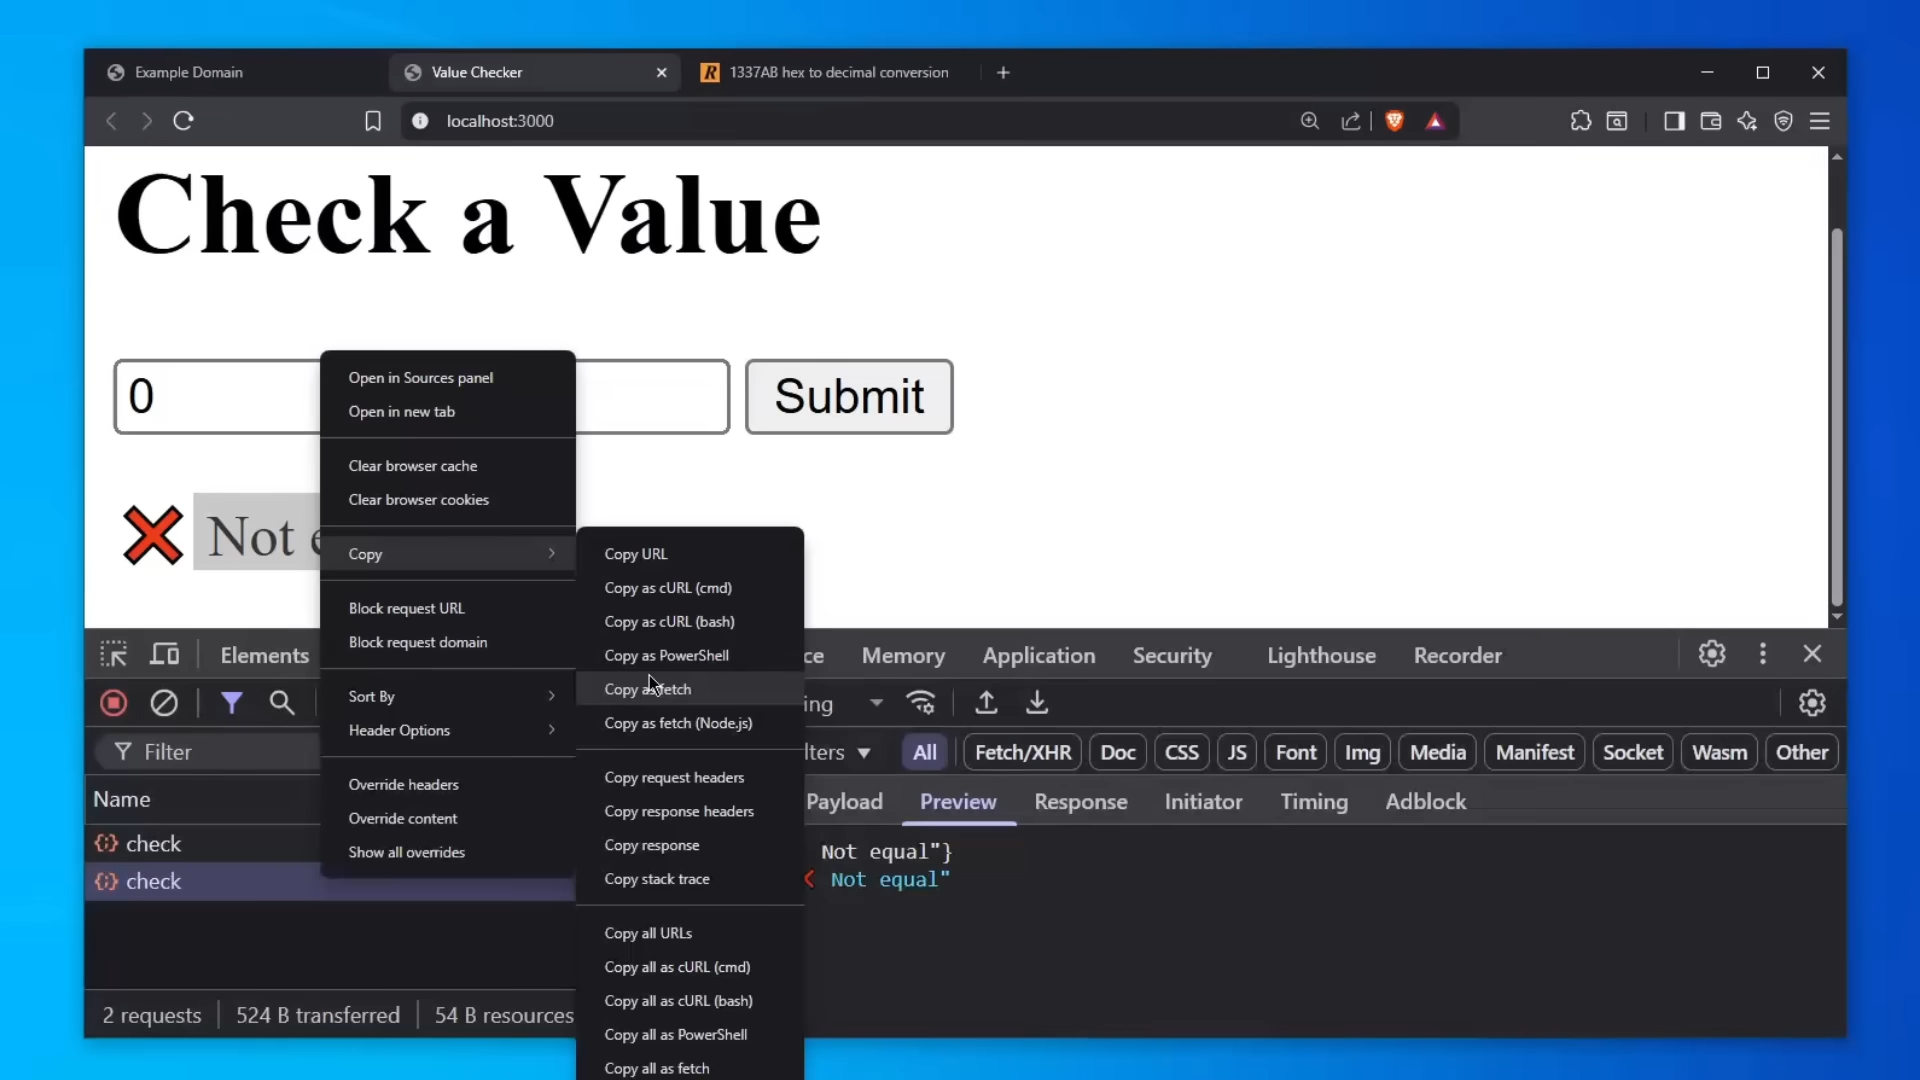 Example Domain
Value Checker
1337AB hex to decimal conversion
localhost:3000
Check a Value
0
Submit
Not e
Open in Sources panel
Open in new tab
Clear browser cache
Clear browser cookies
Copy
Block request URL
Block request domain
Sort By
Header Options
Override headers
Override content
Show all overrides
Copy URL
Copy as cURL (cmd)
Copy as cURL (bash)
Copy as PowerShell
Copy as fetch
Copy as fetch (Node.js)
Copy request headers
Copy response headers
Copy response
Copy stack trace
Copy all URLs
Copy all as cURL (cmd)
Copy all as cURL (bash)
Copy all as PowerShell
Copy all as fetch
Elements
ce
Memory
Application
Security
Lighthouse
Recorder
ing
Filter
lters
All
Fetch/XHR
Doc
CSS
JS
Font
Img
Media
Manifest
Socket
Wasm
Other
Name
Payload
Preview
Response
Initiator
Timing
Adblock
check
Not equal"}
check
Not equal"
2 requests
524 B transferred
54 B resources